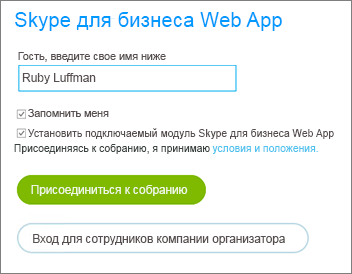 Skype для бизнеса Web App
Гость, введите свое имя ниже
Ruby Luffman
Запомнить меня
Установить подключаемый модуль Skype для бизнеса Web App
Присоединяясь к собранию, я принимаю условия и положения.
Присоединиться к собранию
Вход для сотрудников компании организатора